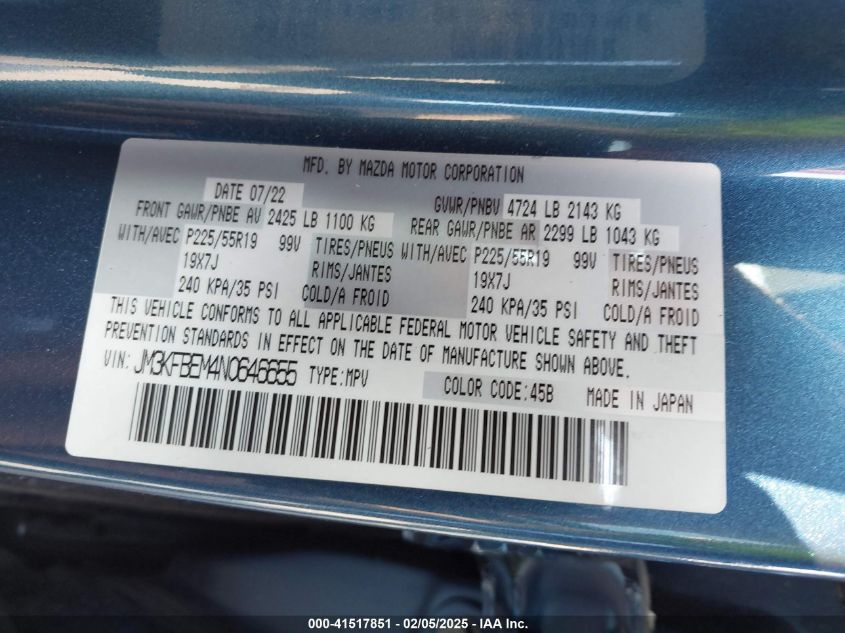 MFD. BY MAZDA MOTOR CORPORATION
DATE 07/22 GVWR/PNBV 4724 LB 2143 KG
FRONT GAWR/PNBE AV 2425 LB 1100 KG REAR GAWR/PNBE AR 2299 LB 1043 KG
WITH/AVEC P225/55R19 99V TIRES/PNEUS WITH/AVEC P225/55R19 99V TIRES/PNEUS
19X7J RIMS/JANTES 19X7J RIMS/JANTES
240 KPA/35 PSI COLD/A FROID 240 KPA/35 PSI COLD/A FROID
THIS VEHICLE CONFORMS TO ALL APPLICABLE FEDERAL MOTOR VEHICLE SAFETY AND THEFT
PREVENTION STANDARDS IN EFFECT ON THE DATE OF MANUFACTURE SHOWN ABOVE.
VIN: JM3KFBEM4N0646655 TYPE:MPV COLOR CODE:45B MADE IN JAPAN
000-41517851 - 02/05/2025 - IAA Inc.